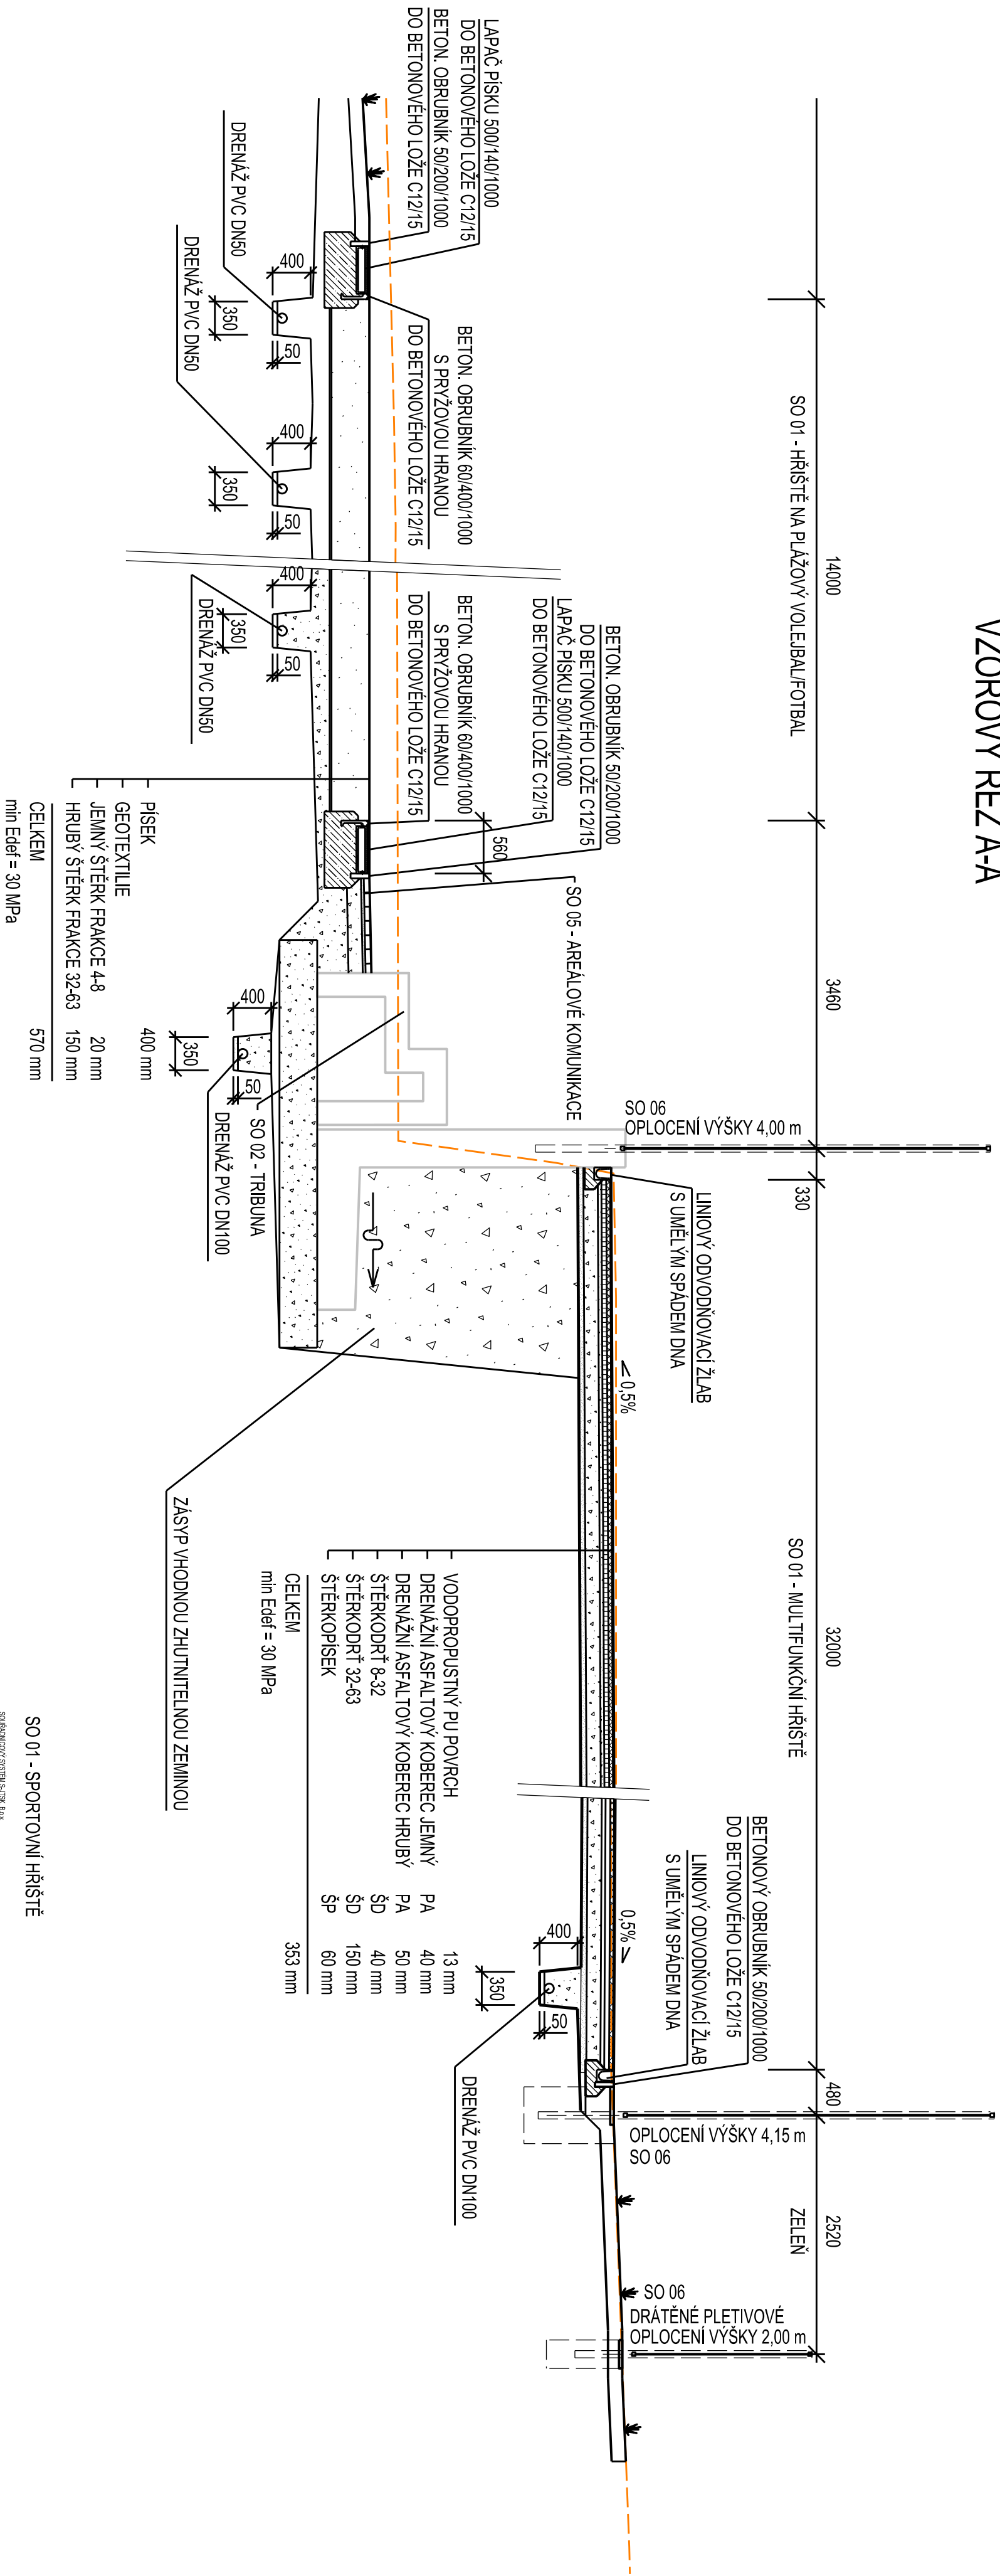 VZOROVÝ ŘEZ A-A
14000
3460
330
32000
480
2520
SO 01 - HŘIŠTĚ NA PLÁŽOVÝ VOLEJBAL/FOTBAL
SO 01 - MULTIFUNKČNÍ HŘIŠTĚ
ZELEŇ
SO 06
OPLOCENÍ VÝŠKY 4,00 m
OPLOCENÍ VÝŠKY 4,15 m
SO 06
SO 06
DRÁTĚNÉ PLETIVOVÉ
OPLOCENÍ VÝŠKY 2,00 m
LAPAČ PÍSKU 500/140/1000
DO BETONOVÉHO LOŽE C12/15
BETON. OBRUBNÍK 50/200/1000
DO BETONOVÉHO LOŽE C12/15
BETON. OBRUBNÍK 60/400/1000
S PRYŽOVOU HRANOU
DO BETONOVÉHO LOŽE C12/15
BETON. OBRUBNÍK 50/200/1000
DO BETONOVÉHO LOŽE C12/15
LAPAČ PÍSKU 500/140/1000
DO BETONOVÉHO LOŽE C12/15
BETON. OBRUBNÍK 60/400/1000
S PRYŽOVOU HRANOU
DO BETONOVÉHO LOŽE C12/15
560
SO 05 - AREÁLOVÉ KOMUNIKACE
LINIOVÝ ODVODŇOVACÍ ŽLAB
S UMĚLÝM SPÁDEM DNA
0,5%
0,5%
BETONOVÝ OBRUBNÍK 50/200/1000
DO BETONOVÉHO LOŽE C12/15
LINIOVÝ ODVODŇOVACÍ ŽLAB
S UMĚLÝM SPÁDEM DNA
400
350
50
DRENÁŽ PVC DN50
400
350
50
DRENÁŽ PVC DN50
400
350
50
DRENÁŽ PVC DN50
400
350
50
SO 02 - TRIBUNA
DRENÁŽ PVC DN100
400
350
50
DRENÁŽ PVC DN100
PÍSEK 400 mm
GEOTEXTILIE
JEMNÝ ŠTĚRK FRAKCE 4-8 20 mm
HRUBÝ ŠTĚRK FRAKCE 32-63 150 mm
CELKEM 570 mm
min Edef = 30 MPa
VODOPROPUSTNÝ PU POVRCH 13 mm
DRENÁŽNÍ ASFALTOVÝ KOBEREC JEMNÝ PA 40 mm
DRENÁŽNÍ ASFALTOVÝ KOBEREC HRUBÝ PA 50 mm
ŠTĚRKODRŤ 8-32 ŠD 40 mm
ŠTĚRKODRŤ 32-63 ŠD 150 mm
ŠTĚRKOPÍSEK ŠP 60 mm
CELKEM 353 mm
min Edef = 30 MPa
ZÁSYP VHODNOU ZHUTNITELNOU ZEMINOU
SO 01 - SPORTOVNÍ HŘIŠTĚ